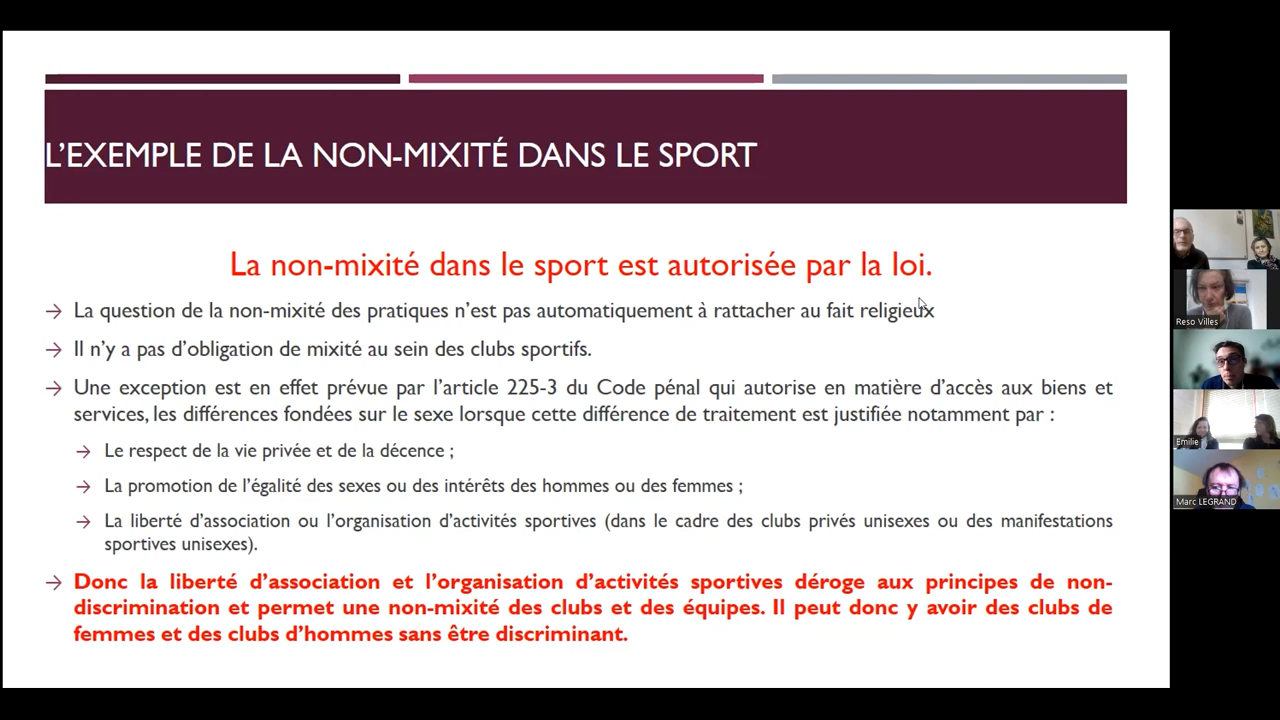 L'EXEMPLE DE LA NON-MIXITÉ DANS LE SPORT
La non-mixité dans le sport est autorisée par la loi.
→ La question de la non-mixité des pratiques n'est pas automatiquement à rattacher au fait religieux
→ Il n'y a pas d'obligation de mixité au sein des clubs sportifs.
→ Une exception est en effet prévue par l'article 225-3 du Code pénal qui autorise en matière d'accès aux biens et
services, les différences fondées sur le sexe lorsque cette différence de traitement est justifiée notamment par :
→ Le respect de la vie privée et de la décence ;
→ La promotion de l'égalité des sexes ou des intérêts des hommes ou des femmes ;
→ La liberté d'association ou l'organisation d'activités sportives (dans le cadre des clubs privés unisexes ou des manifestations
sportives unisexes).
→ Donc la liberté d'association et l'organisation d'activités sportives déroge aux principes de non-
discrimination et permet une non-mixité des clubs et des équipes. Il peut donc y avoir des clubs de
femmes et des clubs d'hommes sans être discriminant.
Reso Villes
Emilie
Marc LEGRAND